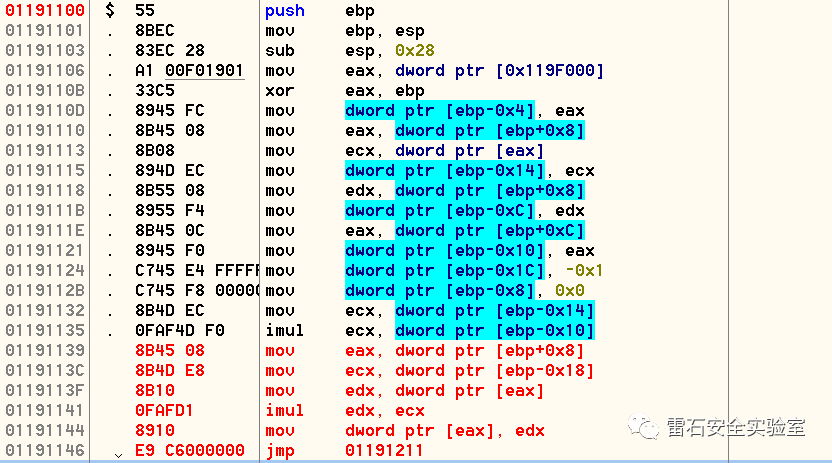 01191100 $ 55 push ebp
01191101 . 8BEC mov ebp, esp
01191103 . 83EC 28 sub esp, 0x28
01191106 . A1 00F01901 mov eax, dword ptr [0x119F000]
0119110B . 33C5 xor eax, ebp
0119110D . 8945 FC mov dword ptr [ebp-0x4], eax
01191110 . 8B45 08 mov eax, dword ptr [ebp+0x8]
01191113 . 8B08 mov ecx, dword ptr [eax]
01191115 . 894D EC mov dword ptr [ebp-0x14], ecx
01191118 . 8B55 08 mov edx, dword ptr [ebp+0x8]
0119111B . 8955 F4 mov dword ptr [ebp-0xC], edx
0119111E . 8B45 0C mov eax, dword ptr [ebp+0xC]
01191121 . 8945 F0 mov dword ptr [ebp-0x10], eax
01191124 . C745 E4 FFFFF mov dword ptr [ebp-0x1C], -0x1
0119112B . C745 F8 00000 mov dword ptr [ebp-0x8], 0x0
01191132 . 8B4D EC mov ecx, dword ptr [ebp-0x14]
01191135 . 0FAF4D F0 imul ecx, dword ptr [ebp-0x10]
01191139 8B45 08 mov eax, dword ptr [ebp+0x8]
0119113C 8B4D E8 mov ecx, dword ptr [ebp-0x18]
0119113F 8B10 mov edx, dword ptr [eax]
01191141 0FAFD1 imul edx, ecx
01191144 8910 mov dword ptr [eax], edx
01191146 E9 C6000000 jmp 01191211
雷石安全实验室